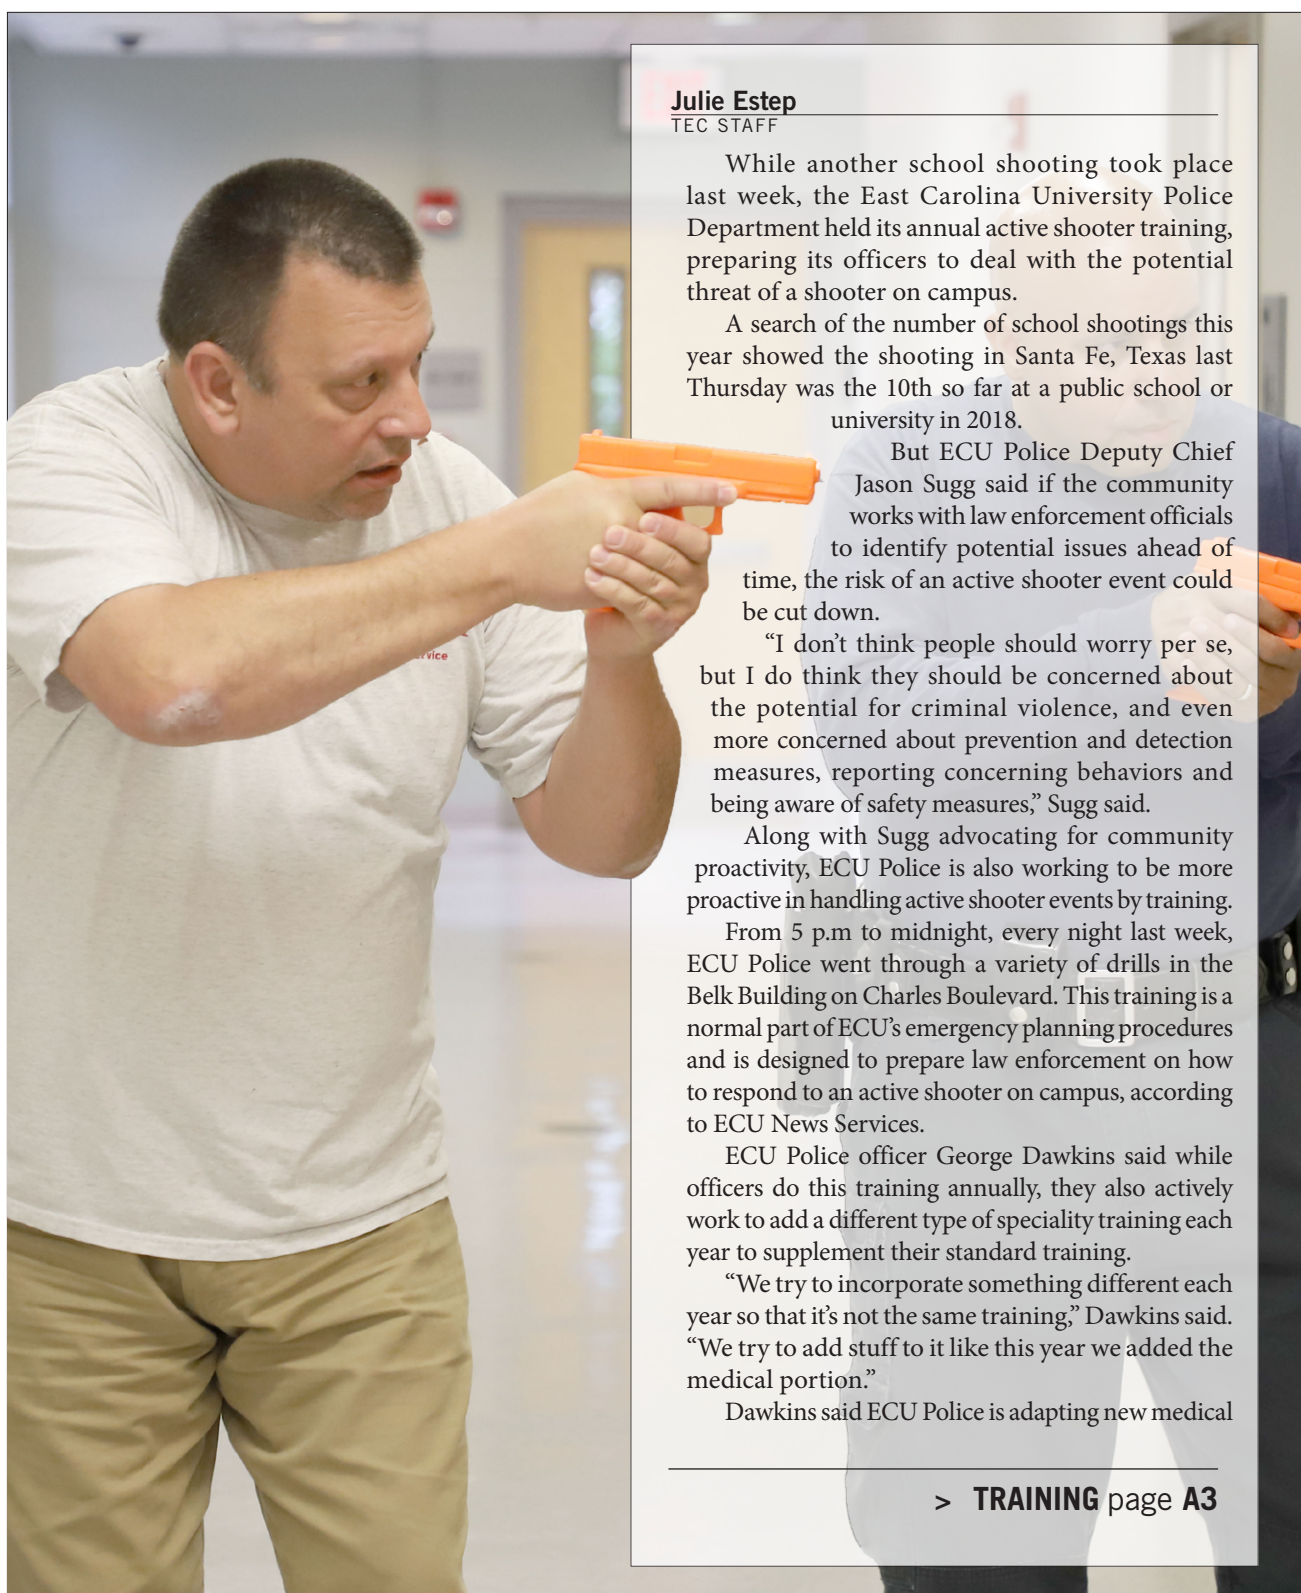 Julie Estep
TEC STAFF
While another school shooting took place
last week, the East Carolina University Police
Department held its annual active shooter training,
preparing its officers to deal with the potential
threat of a shooter on campus.
A search of the number of school shootings this
year showed the shooting in Santa Fe, Texas last
Thursday was the 10th so far at a public school or
university in 2018.
But ECU Police Deputy Chief
Jason Sugg said if the community
works with law enforcement officials
to identify potential issues ahead of
time, the risk of an active shooter event could
be cut down.
“I don’t think people should worry per se,
but I do think they should be concerned about
the potential for criminal violence, and even
more concerned about prevention and detection
measures, reporting concerning behaviors and
being aware of safety measures,” Sugg said.
Along with Sugg advocating for community
proactivity, ECU Police is also working to be more
proactive in handling active shooter events by training.
From 5 p.m to midnight, every night last week,
ECU Police went through a variety of drills in the
Belk Building on Charles Boulevard. This training is a
normal part of ECU’s emergency planning procedures
and is designed to prepare law enforcement on how
to respond to an active shooter on campus, according
to ECU News Services.
ECU Police officer George Dawkins said while
officers do this training annually, they also actively
work to add a different type of speciality training each
year to supplement their standard training.
“We try to incorporate something different each
year so that it’s not the same training,” Dawkins said.
“We try to add stuff to it like this year we added the
medical portion.”
Dawkins said ECU Police is adapting new medical
> TRAINING page A3